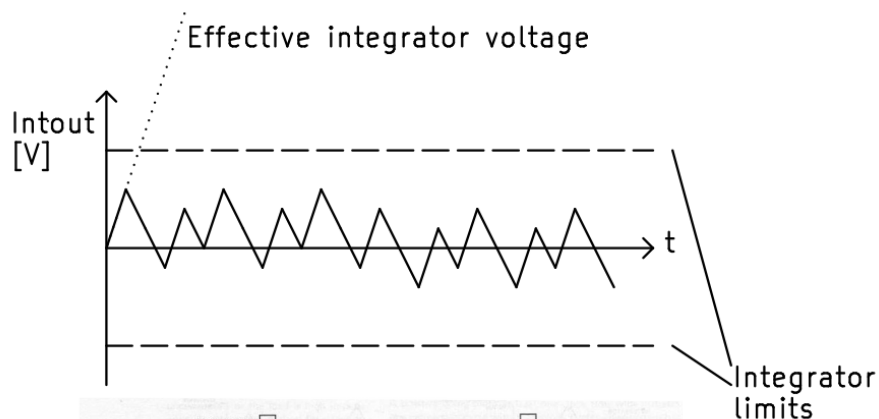 Effective integrator voltage
Intout
[V]
t
Integrator
limits